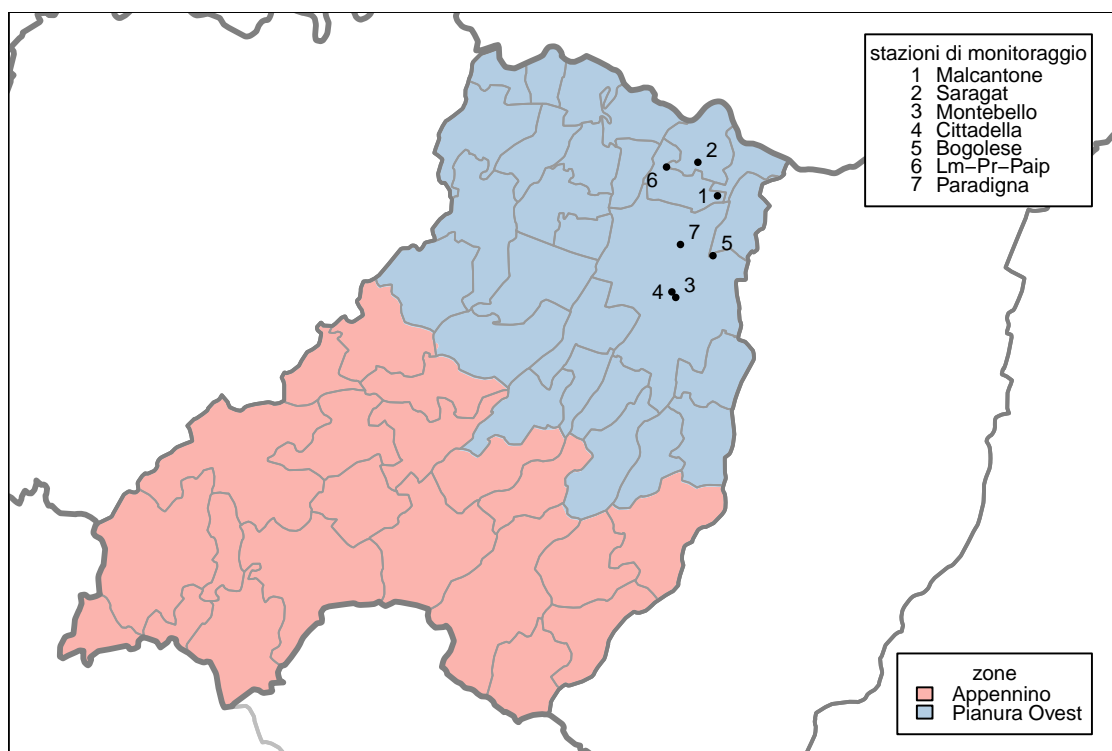 stazioni di monitoraggio
1 Malcantone
2 Saragat
3 Montebello
4 Cittadella
5 Bogolese
6 Lm−Pr−Paip
7 Paradigna
2
6
1
7
5
3
4
zone
Appennino
Pianura Ovest